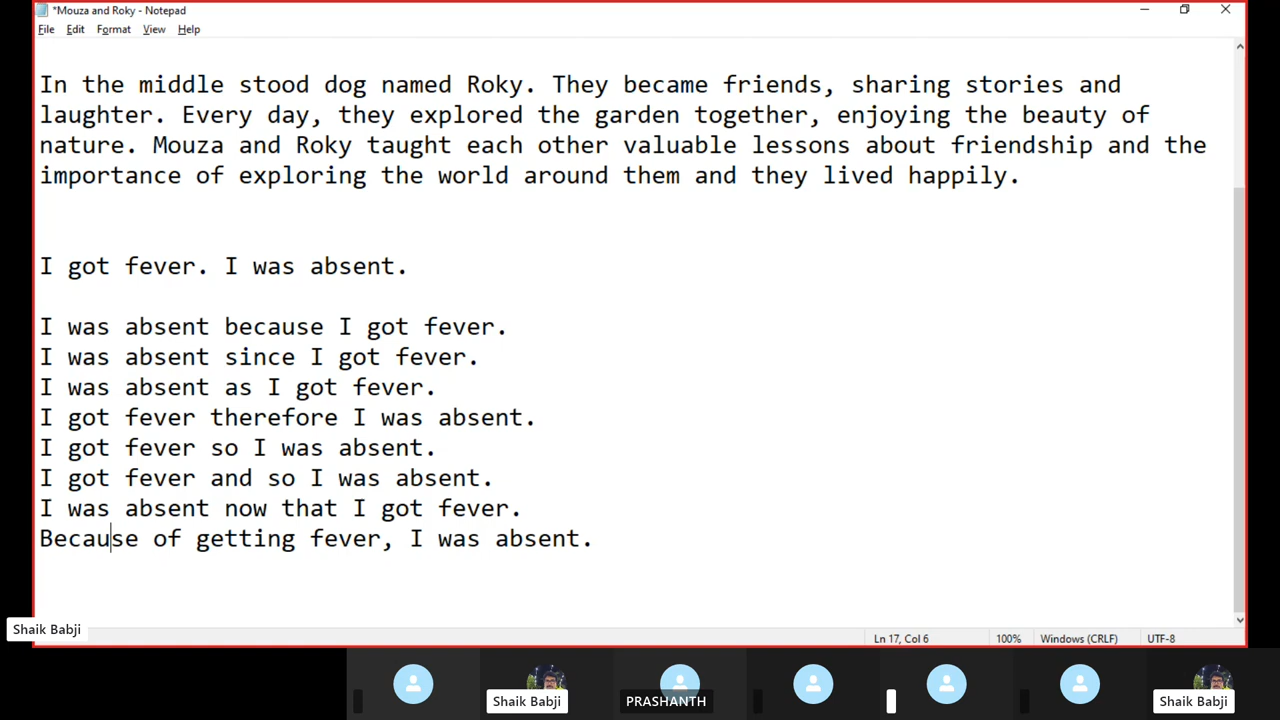 *Mouza and Roky - Notepad
File Edit Format View Help
In the middle stood dog named Roky. They became friends, sharing stories and
laughter. Every day, they explored the garden together, enjoying the beauty of
nature. Mouza and Roky taught each other valuable lessons about friendship and the
importance of exploring the world around them and they lived happily.
I got fever. I was absent.
I was absent because I got fever.
I was absent since I got fever.
I was absent as I got fever.
I got fever therefore I was absent.
I got fever so I was absent.
I got fever and so I was absent.
I was absent now that I got fever.
Because of getting fever, I was absent.
Shaik Babji
Ln 17, Col 6 100% Windows (CRLF) UTF-8
Shaik Babji PRASHANTH Shaik Babji